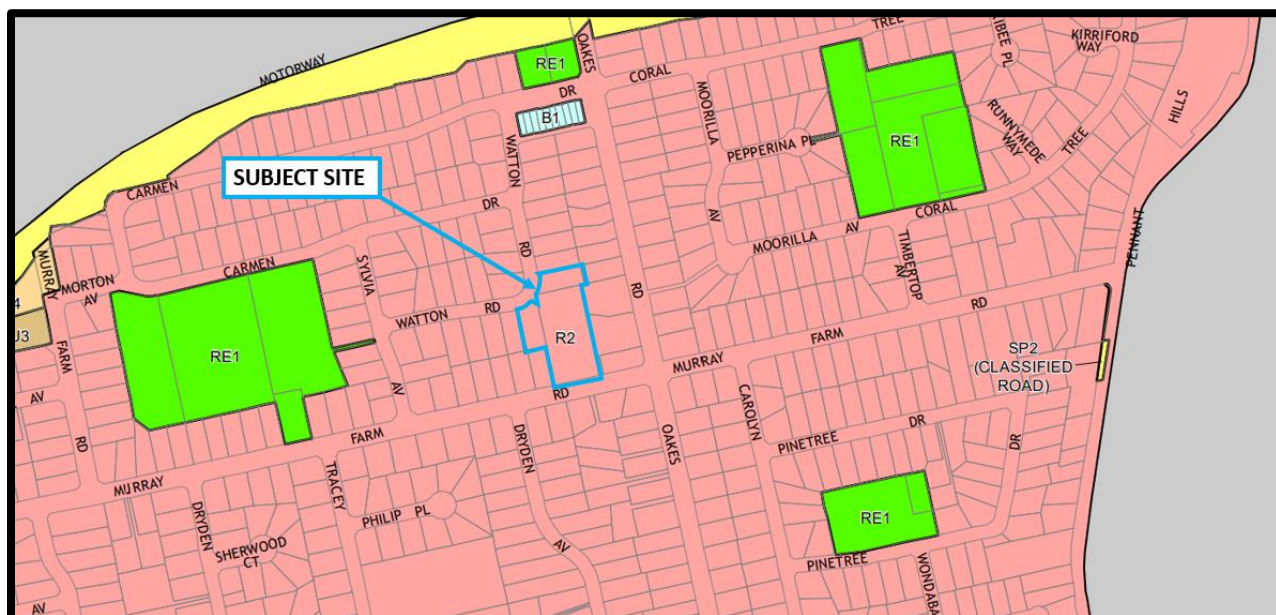 MOTORWAY
OAKES
TREE
KIRRIFORD
WAY
RE1
CORAL
DR
B1
MOORILLA
PEPPERINA PL
RE1
RUNNYMEDE
WAY
TREE
HILLS
SUBJECT SITE
WATTON
CARMEN
DR
RD
AV
CORAL
MOORILLA
AV
TIMBERTOP
AV
PENNANT
MURRAY
MORTON
AV
CARMEN
SYLVIA
WATTON
RD
RD
RD
R2
FARM
RE1
FARM
MURRAY
RD
SP2
(CLASSIFIED
ROAD)
AV
AV
RD
FARM
CAROLYN
DR
PINETREE
DR
MURRAY
DRYDEN
OAKES
TRACEY
PHILIP PL
RE1
DRYDEN
SHERWOOD
CT
AV
PINETREE
WONDABA
AV